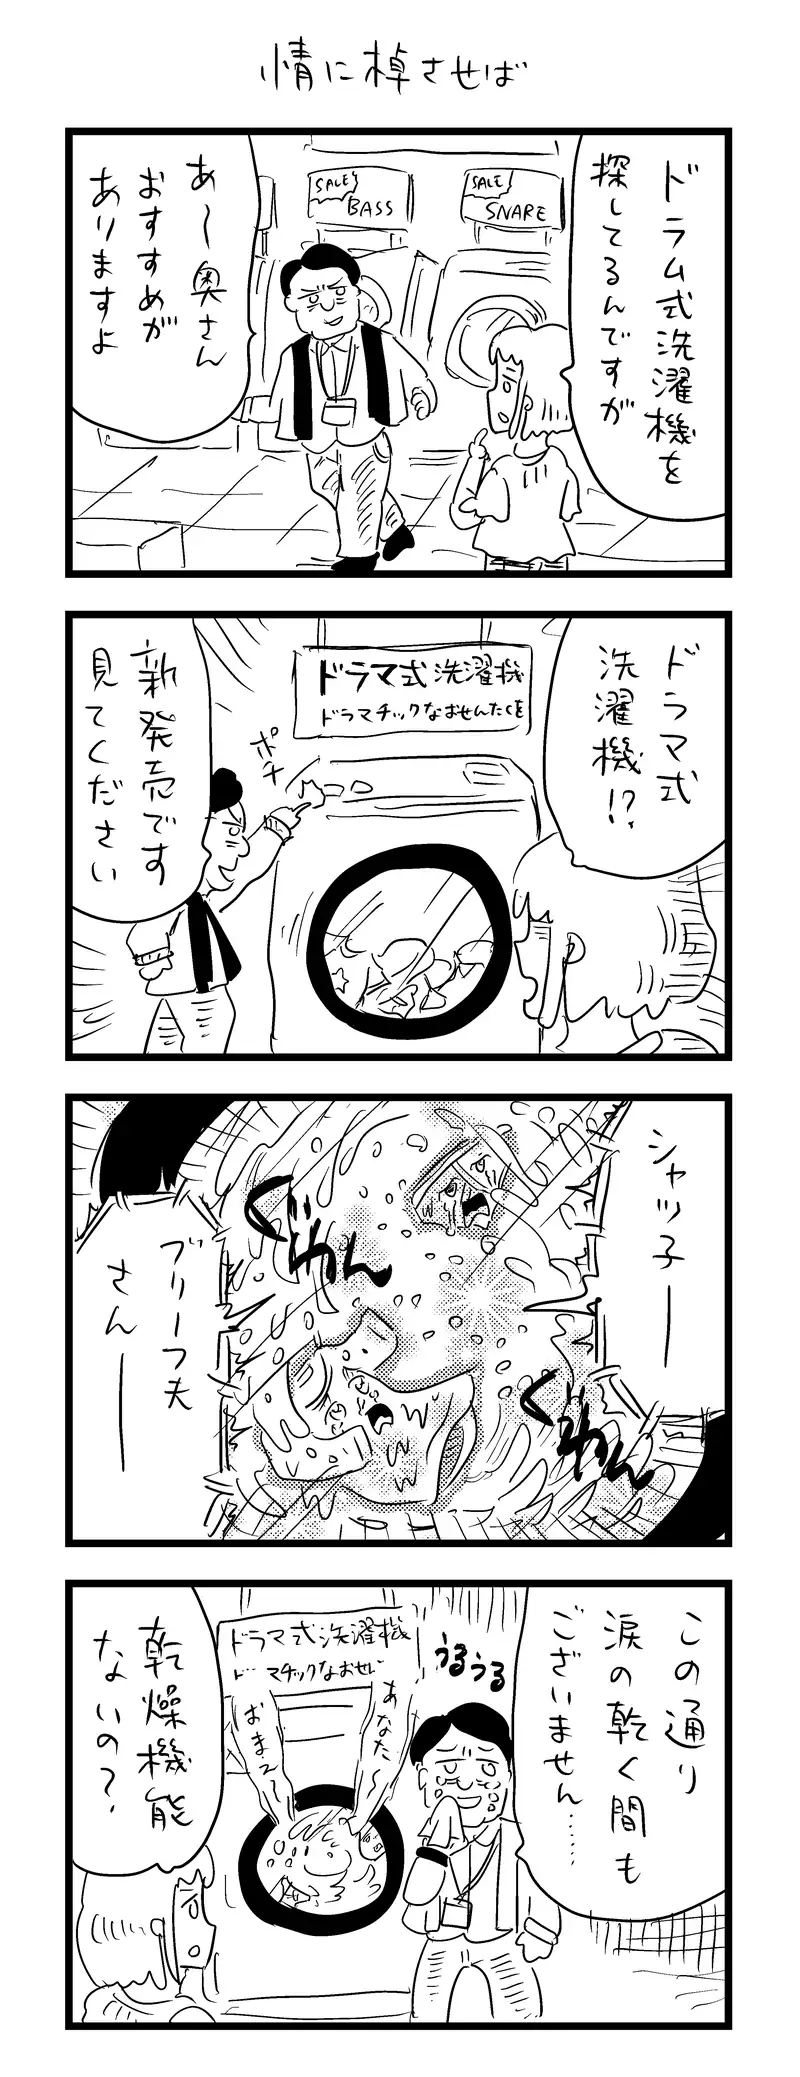 情に棹させば
ドラム式洗濯機を
探してるんですが
SALE
SNARE
SALE
BASS
あ〜奥さん
おすすめが
ありますよ
ドラマ式
洗濯機!?
ドラマ式洗濯機
ドラマチックなおせんたくを
ポチ
新発売です
見てください
シャツ子ー
ぐわん
ぐわん
ブリーフ夫
さんー
この通り
涙の乾く間も
ございません……
うるうる
ドラマ式洗濯機
ドマチックなおせい
あなた〜
おまえ〜
乾燥機能
ないの?